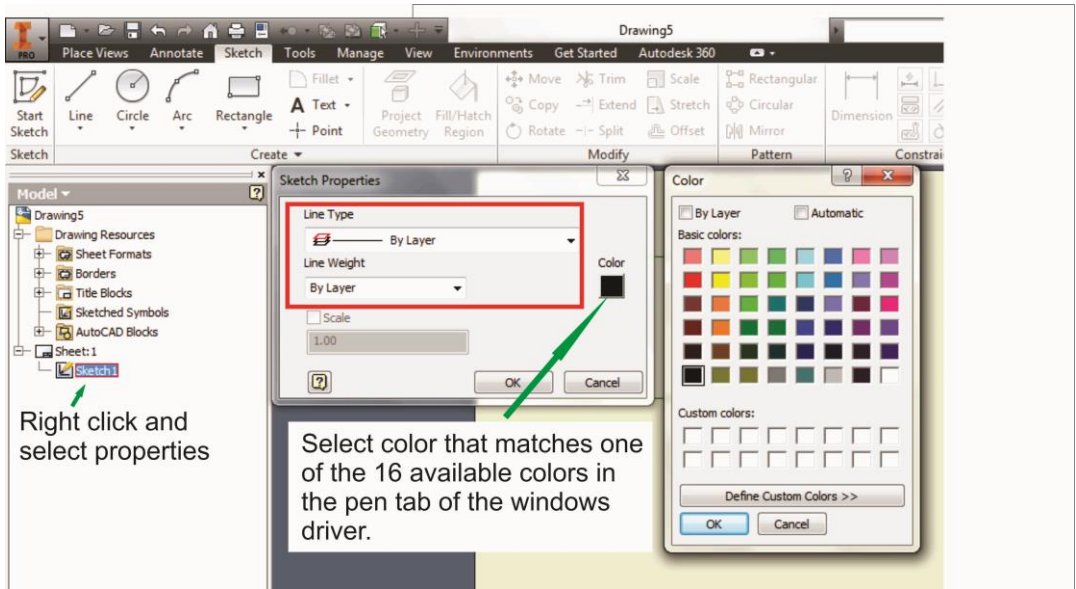 Drawing5
PRO
Place Views Annotate Sketch Tools Manage View Environments Get Started Autodesk 360
Start
Sketch
Line
Circle
Arc
Rectangle
Fillet
A Text
Point
Project
Geometry
Fill/Hatch
Region
Move
Trim
Scale
Copy
Extend
Stretch
Rotate
Split
Offset
Rectangular
Circular
Mirror
Dimension
Sketch
Create
Modify
Pattern
Constrai
Model
Drawing5
Drawing Resources
Sheet Formats
Borders
Title Blocks
Sketched Symbols
AutoCAD Blocks
Sheet:1
Sketch1
Right click and
select properties
Sketch Properties
Line Type
By Layer
Line Weight
By Layer
Color
Scale
1.00
OK
Cancel
Select color that matches one
of the 16 available colors in
the pen tab of the windows
driver.
Color
By Layer
Automatic
Basic colors:
Custom colors:
Define Custom Colors >>
OK
Cancel